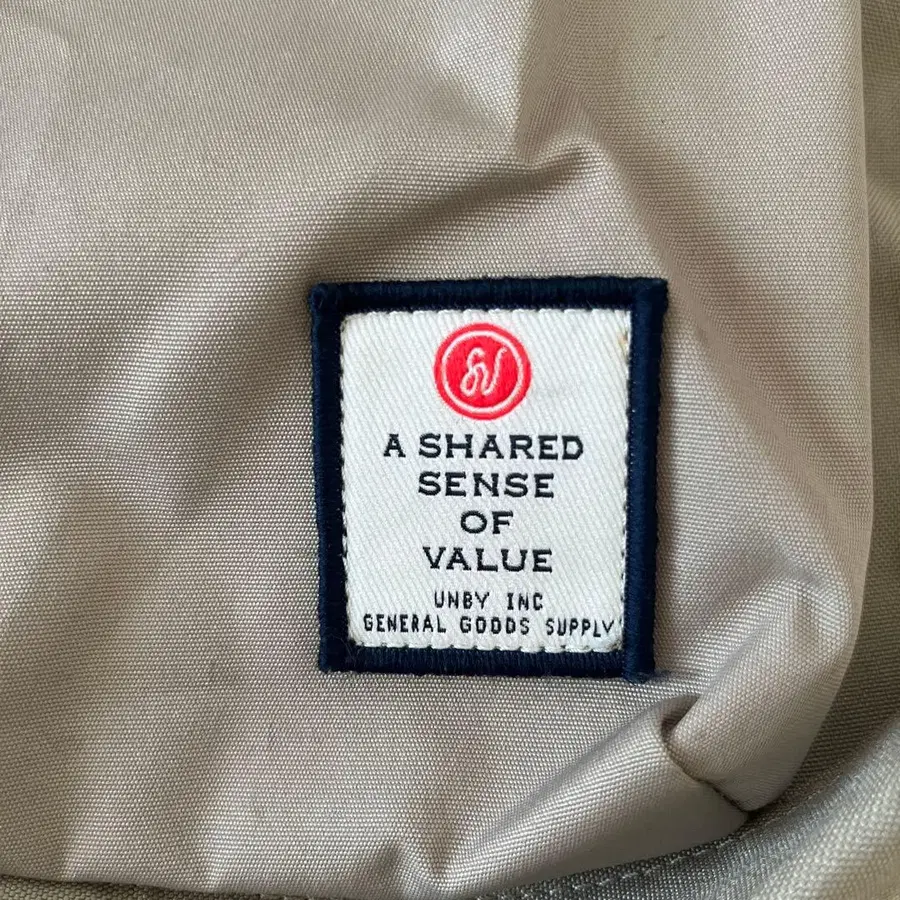 A SHARED
SENSE
OF
VALUE
UNBY INC
GENERAL GOODS SUPPLY